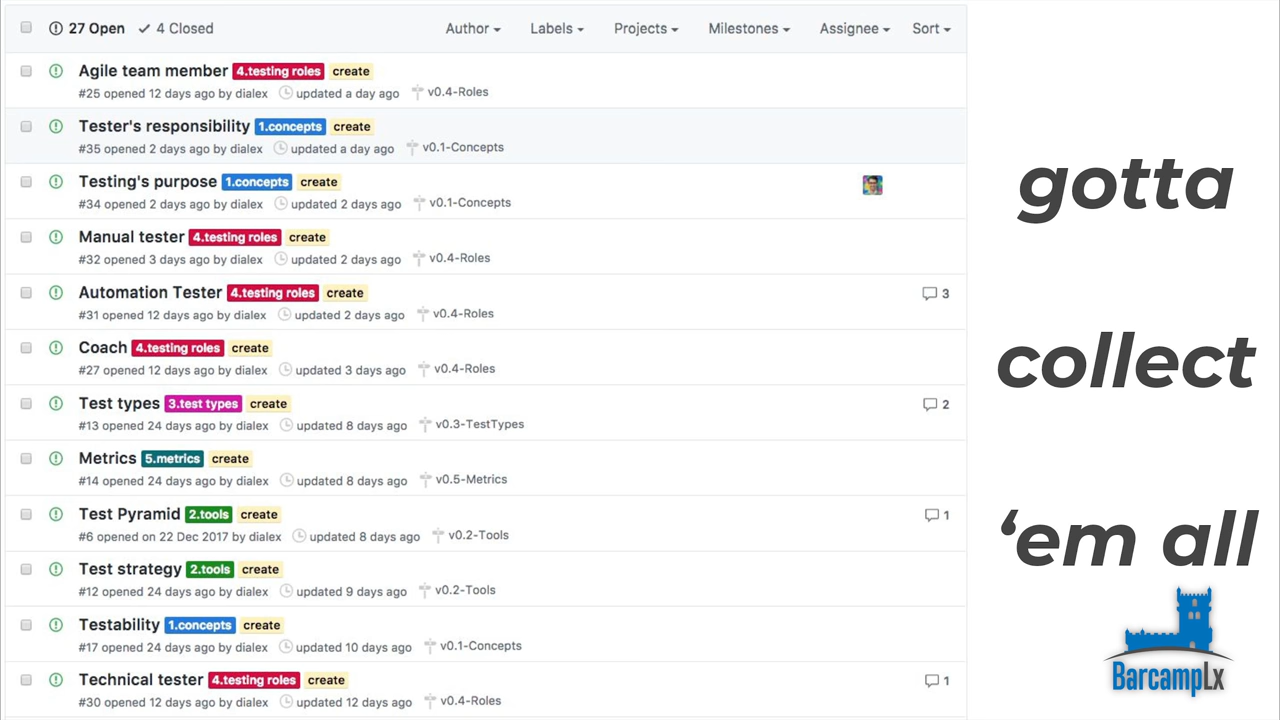 27 Open 4 Closed Author Labels Projects Milestones Assignee Sort
Agile team member 4.testing roles create
#25 opened 12 days ago by dialex updated a day ago v0.4-Roles
Tester's responsibility 1.concepts create
#35 opened 2 days ago by dialex updated a day ago v0.1-Concepts
Testing's purpose 1.concepts create
#34 opened 2 days ago by dialex updated 2 days ago v0.1-Concepts
Manual tester 4.testing roles create
#32 opened 3 days ago by dialex updated 2 days ago v0.4-Roles
Automation Tester 4.testing roles create 3
#31 opened 12 days ago by dialex updated 2 days ago v0.4-Roles
Coach 4.testing roles create
#27 opened 12 days ago by dialex updated 3 days ago v0.4-Roles
Test types 3.test types create 2
#13 opened 24 days ago by dialex updated 8 days ago v0.3-TestTypes
Metrics 5.metrics create
#14 opened 24 days ago by dialex updated 8 days ago v0.5-Metrics
Test Pyramid 2.tools create 1
#6 opened on 22 Dec 2017 by dialex updated 8 days ago v0.2-Tools
Test strategy 2.tools create
#12 opened 24 days ago by dialex updated 9 days ago v0.2-Tools
Testability 1.concepts create
#17 opened 24 days ago by dialex updated 10 days ago v0.1-Concepts
Technical tester 4.testing roles create 1
#30 opened 12 days ago by dialex updated 12 days ago v0.4-Roles
gotta
collect
‘em all
BarcampLx